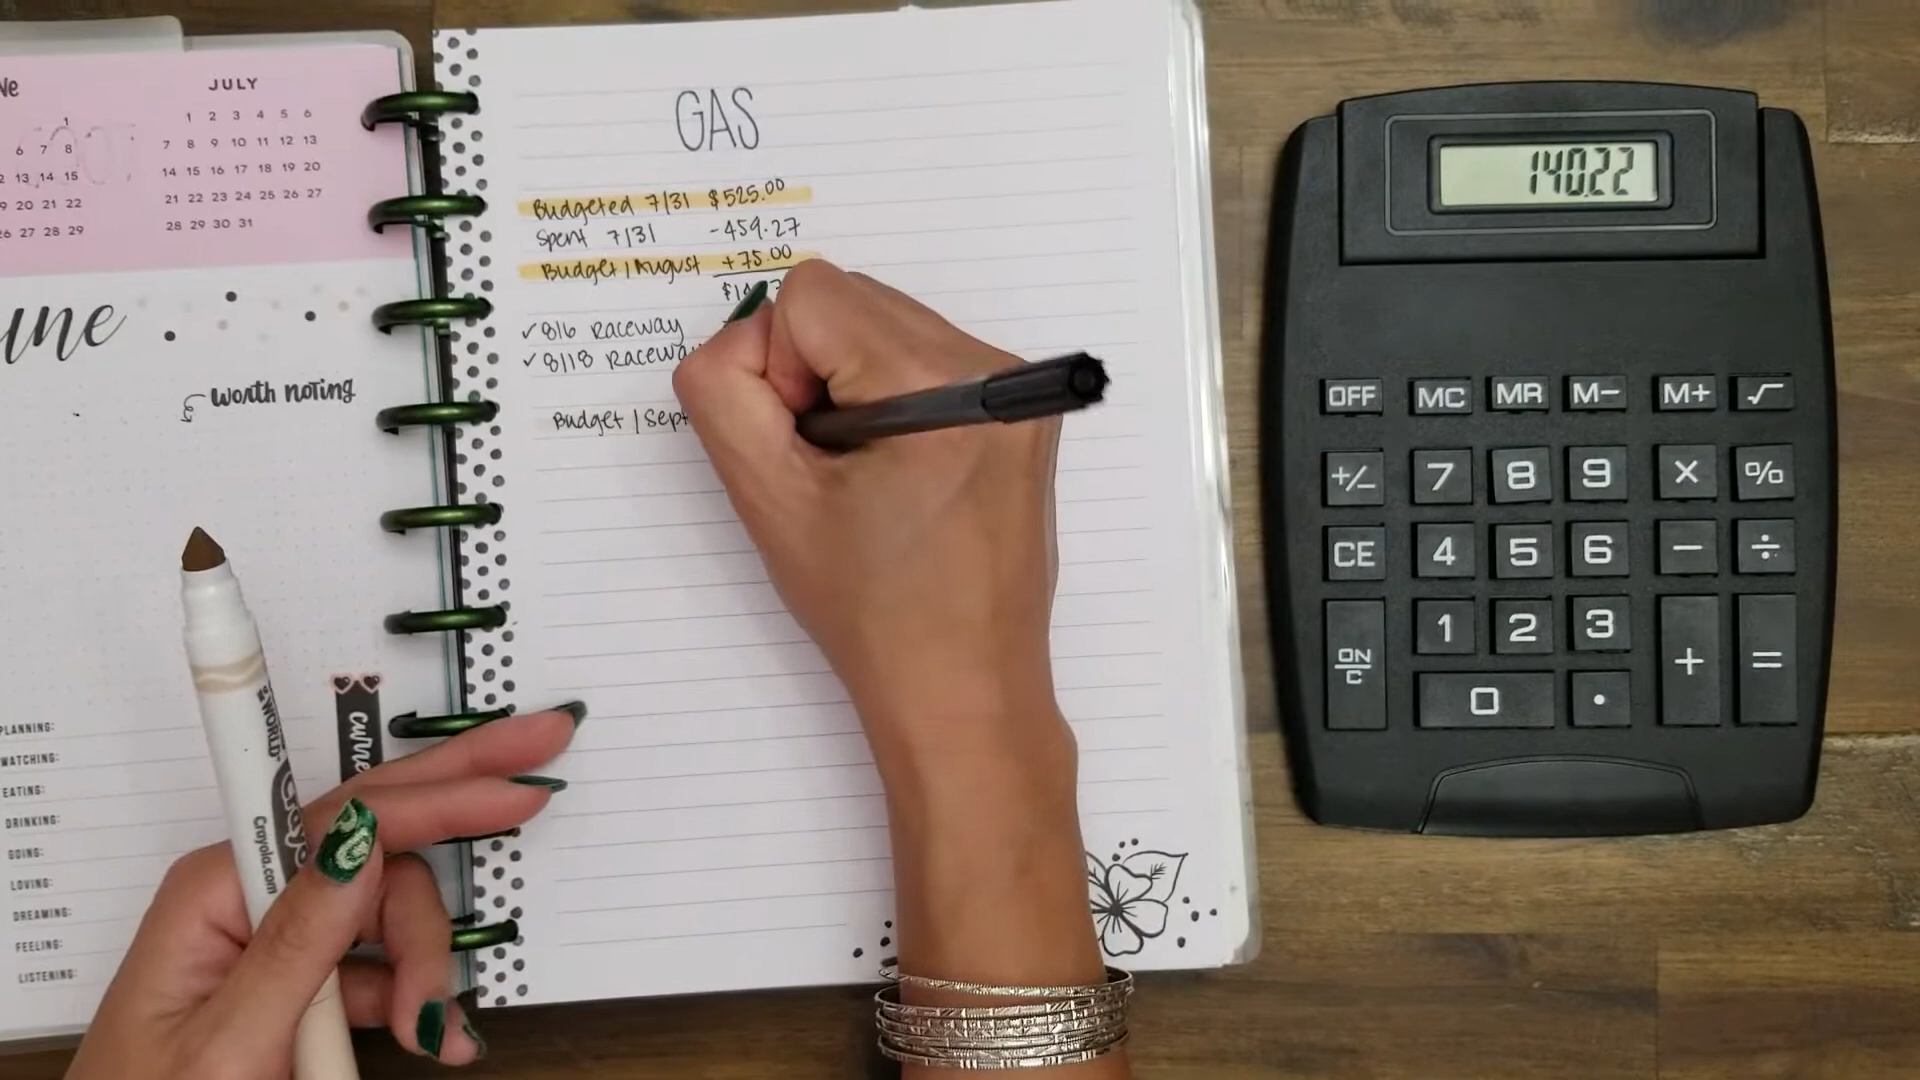 JULY
1 2 3 4 5 6
7 8 9 10 11 12 13
14 15 16 17 18 19 20
21 22 23 24 25 26 27
28 29 30 31
1
6 7 8
13 14 15
20 21 22
26 27 28 29
worth noting
PLANNING:
WATCHING:
EATING:
DRINKING:
GOING:
LOVING:
DREAMING:
FEELING:
LISTENING:
Crayola.com
GAS
Budgeted 7/31 $525.00
Spent 7/31 -459.27
Budget/August +75.00
✓ 8/6 Raceway
✓ 8/18 Raceway
Budget / Sept
140.22
OFF MC MR M- M+ √
+/- 7 8 9 × %
CE 4 5 6 − ÷
ON/C 1 2 3 + =
0 .